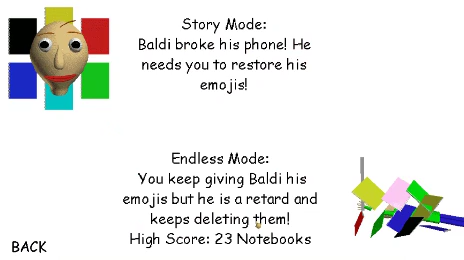 Story Mode:
Baldi broke his phone! He
needs you to restore his
emojis!
Endless Mode:
You keep giving Baldi his
emojis but he is a retard and
keeps deleting them!
High Score: 23 Notebooks
BACK